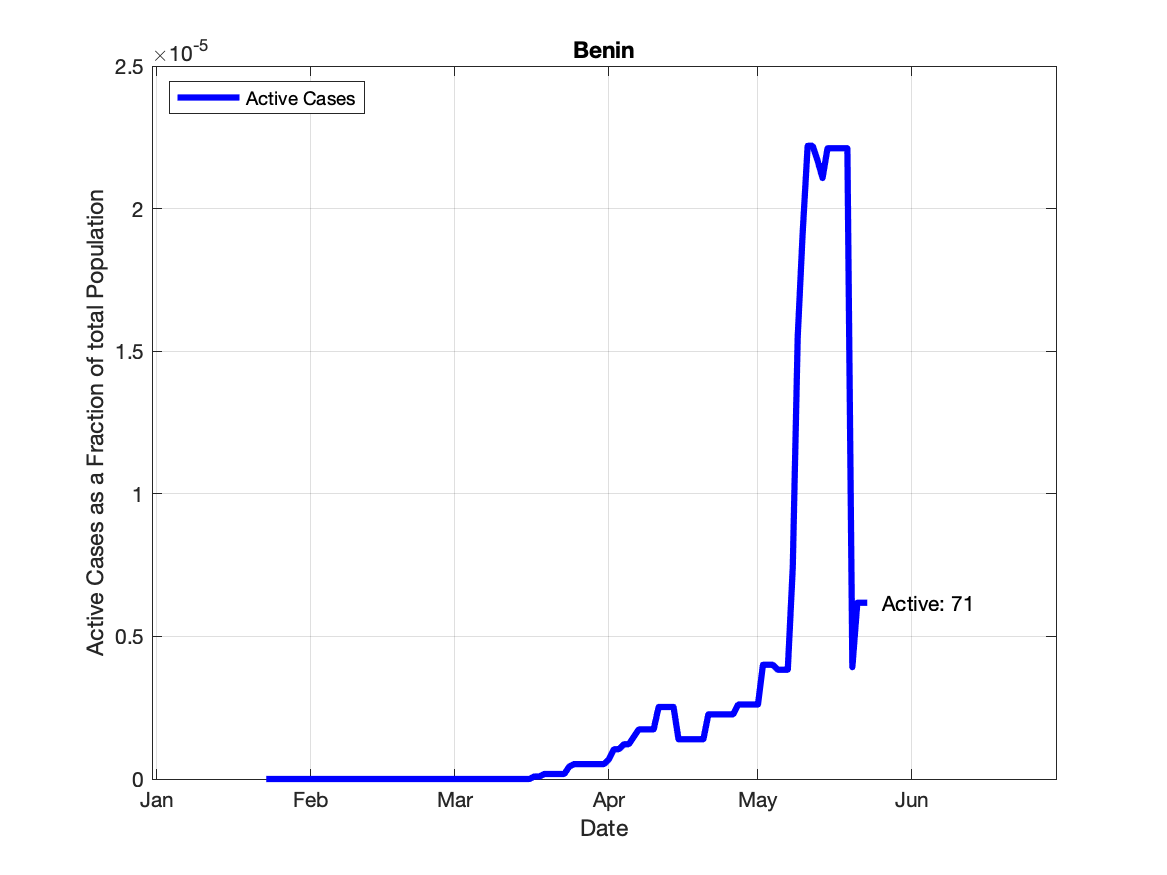 Benin
×10-5
Active Cases
2.5
2
1.5
1
0.5
0
Active Cases as a Fraction of total Population
Active: 71
Jan Feb Mar Apr May Jun
Date